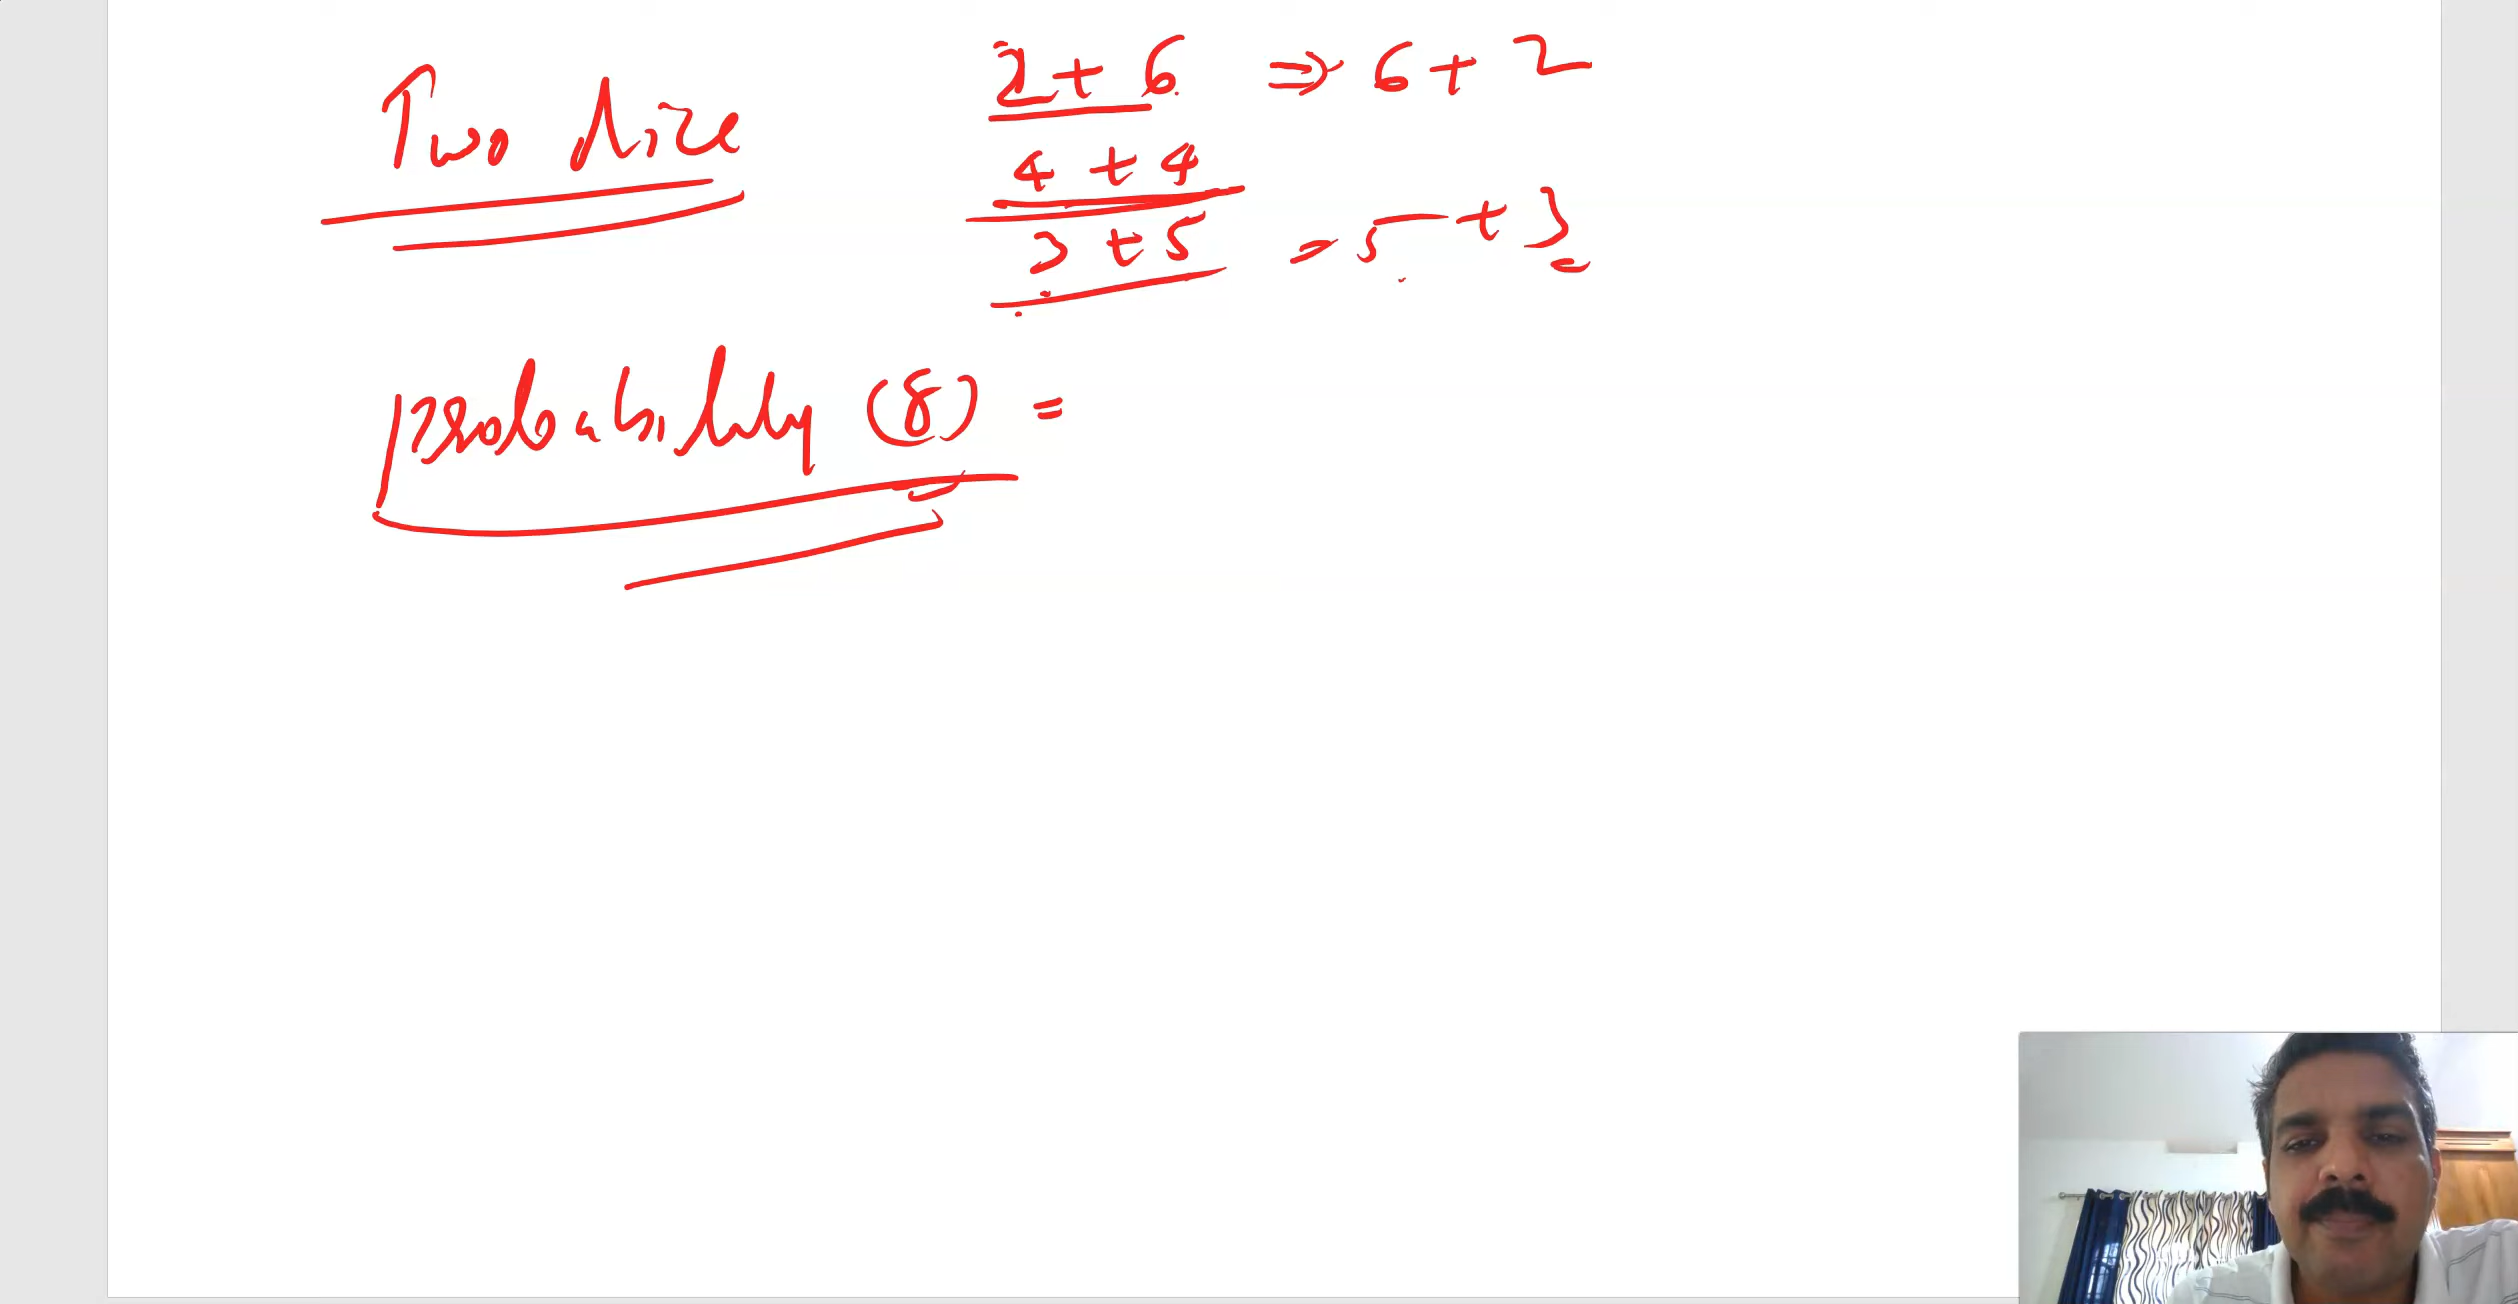 Two dice
2 + 6 ⇒ 6 + 2
4 + 4
3 + 5 ⇒ 5 + 3
Probability (8) =